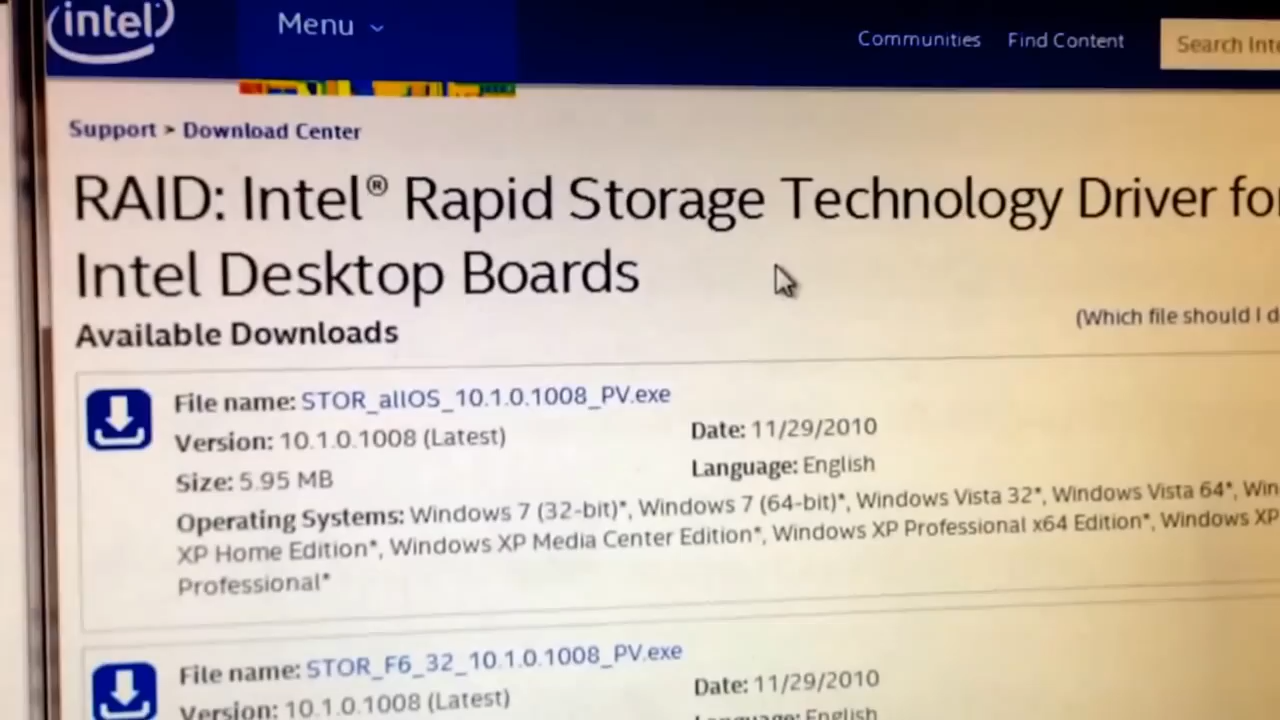 intel
Menu
Communities
Find Content
Search
Support > Download Center
RAID: Intel® Rapid Storage Technology Driver for
Intel Desktop Boards
Available Downloads
(Which file should I
File name: STOR_allOS_10.1.0.1008_PV.exe
Version: 10.1.0.1008 (Latest)
Date: 11/29/2010
Size: 5.95 MB
Language: English
Operating Systems: Windows 7 (32-bit)*, Windows 7 (64-bit)*, Windows Vista 32*, Windows Vista 64*,
XP Home Edition*, Windows XP Media Center Edition*, Windows XP Professional x64 Edition*, Windows XP
Professional*
File name: STOR_F6_32_10.1.0.1008_PV.exe
Version: 10.1.0.1008 (Latest)
Date: 11/29/2010
Language: English